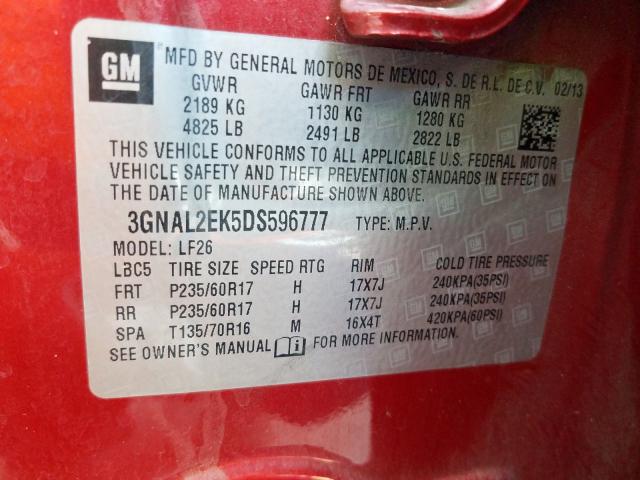 GM
MFD BY GENERAL MOTORS DE MEXICO, S. DE R.L. DE C.V. 02/13
GVWR GAWR FRT GAWR RR
2189 KG 1130 KG 1280 KG
4825 LB 2491 LB 2822 LB
THIS VEHICLE CONFORMS TO ALL APPLICABLE U.S. FEDERAL MOTOR
VEHICLE SAFETY AND THEFT PREVENTION STANDARDS IN EFFECT ON
THE DATE OF MANUFACTURE SHOWN ABOVE.
3GNAL2EK5DS596777 TYPE: M.P.V.
MODEL: LF26
LBC5 TIRE SIZE SPEED RTG RIM COLD TIRE PRESSURE
FRT P235/60R17 H 17X7J 240KPA(35PSI)
RR P235/60R17 H 17X7J 240KPA(35PSI)
SPA T135/70R16 M 16X4T 420KPA(60PSI)
SEE OWNER'S MANUAL FOR MORE INFORMATION.